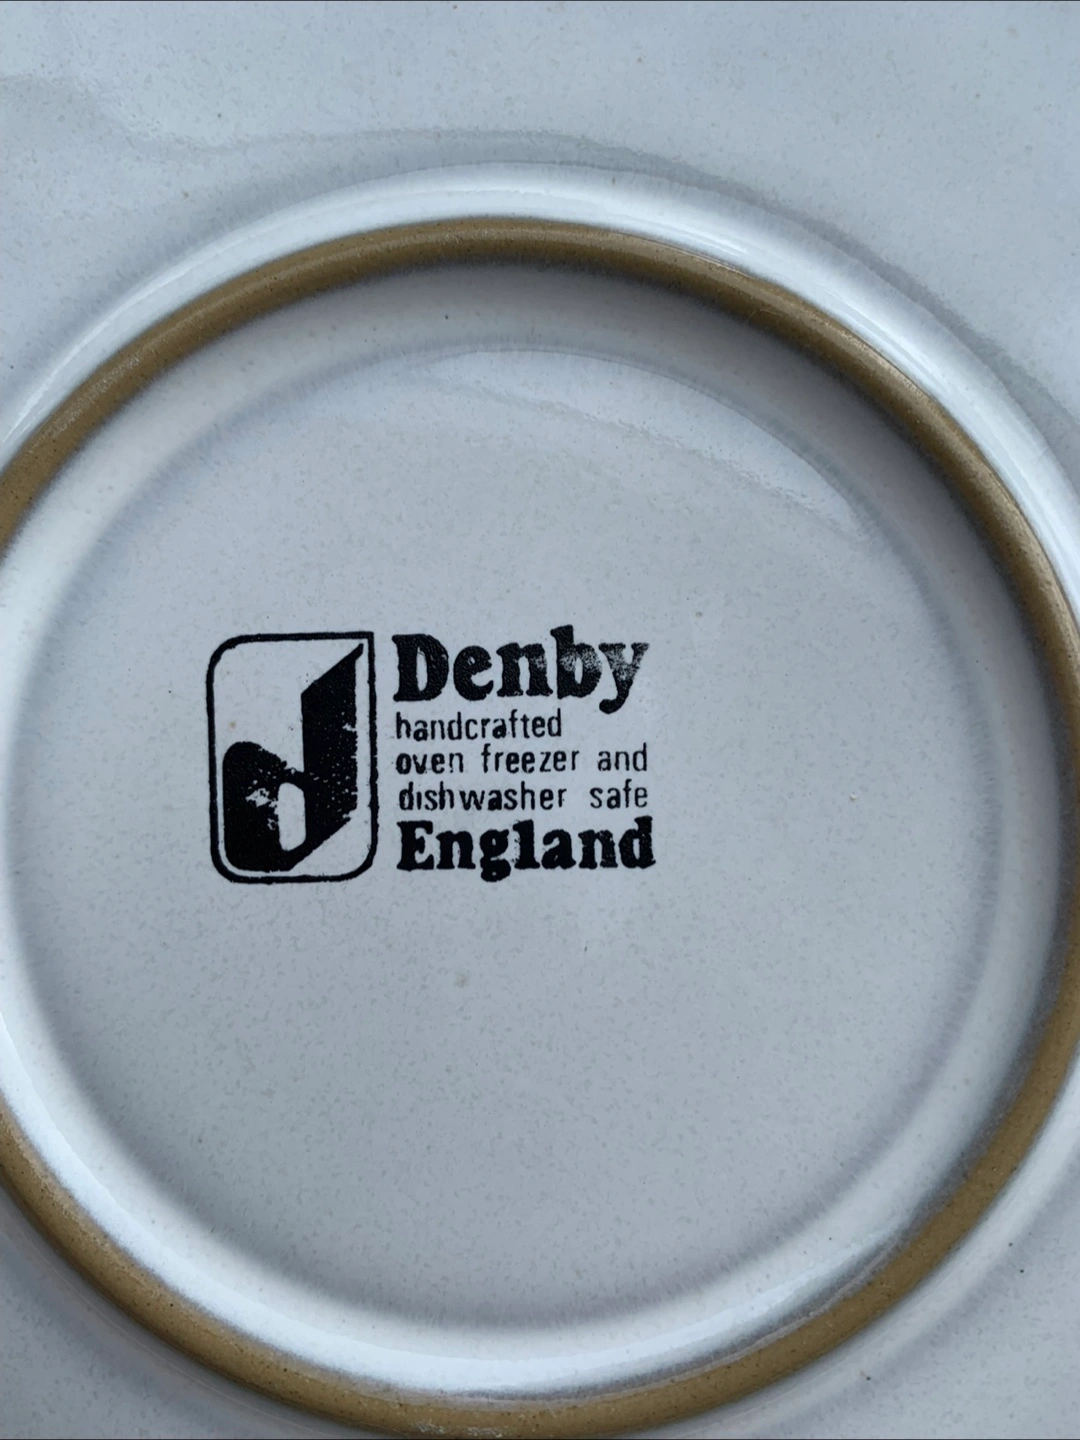 Denby
handcrafted
oven freezer and
dishwasher safe
England